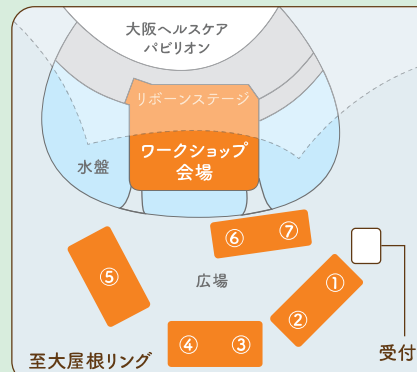 大阪ヘルスケア
パビリオン
リボーンステージ
ワークショップ
会場
水盤
⑥
⑦
⑤
広場
①
②
④
③
受付
至大屋根リング